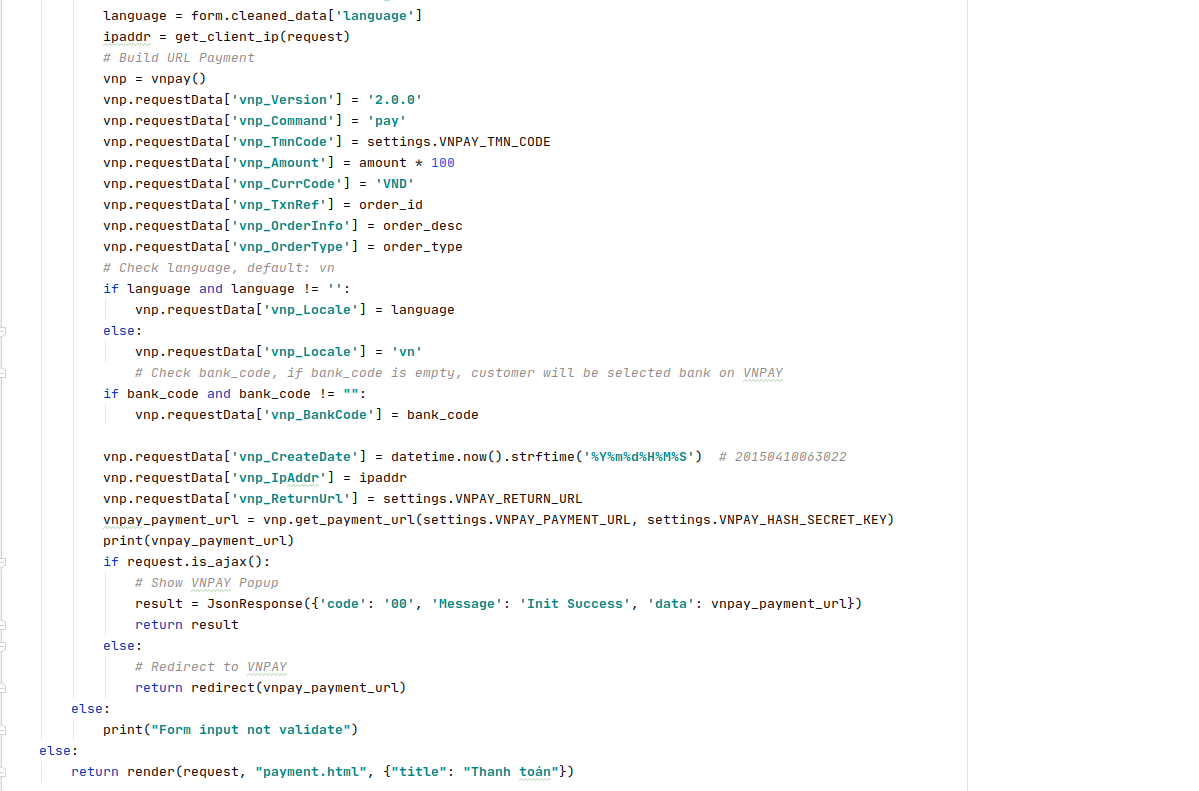 language = form.cleaned_data['language']
ipaddr = get_client_ip(request)
# Build URL Payment
vnp = vnpay()
vnp.requestData['vnp_Version'] = '2.0.0'
vnp.requestData['vnp_Command'] = 'pay'
vnp.requestData['vnp_TmnCode'] = settings.VNPAY_TMN_CODE
vnp.requestData['vnp_Amount'] = amount * 100
vnp.requestData['vnp_CurrCode'] = 'VND'
vnp.requestData['vnp_TxnRef'] = order_id
vnp.requestData['vnp_OrderInfo'] = order_desc
vnp.requestData['vnp_OrderType'] = order_type
# Check language, default: vn
if language and language != '':
    vnp.requestData['vnp_Locale'] = language
else:
    vnp.requestData['vnp_Locale'] = 'vn'
    # Check bank_code, if bank_code is empty, customer will be selected bank on VNPAY
if bank_code and bank_code != "":
    vnp.requestData['vnp_BankCode'] = bank_code
vnp.requestData['vnp_CreateDate'] = datetime.now().strftime('%Y%m%d%H%M%S')  # 20150410063022
vnp.requestData['vnp_IpAddr'] = ipaddr
vnp.requestData['vnp_ReturnUrl'] = settings.VNPAY_RETURN_URL
vnpay_payment_url = vnp.get_payment_url(settings.VNPAY_PAYMENT_URL, settings.VNPAY_HASH_SECRET_KEY)
print(vnpay_payment_url)
if request.is_ajax():
    # Show VNPAY Popup
    result = JsonResponse({'code': '00', 'Message': 'Init Success', 'data': vnpay_payment_url})
    return result
else:
    # Redirect to VNPAY
    return redirect(vnpay_payment_url)
else:
print("Form input not validate")
else:
return render(request, "payment.html", {"title": "Thanh toán"})